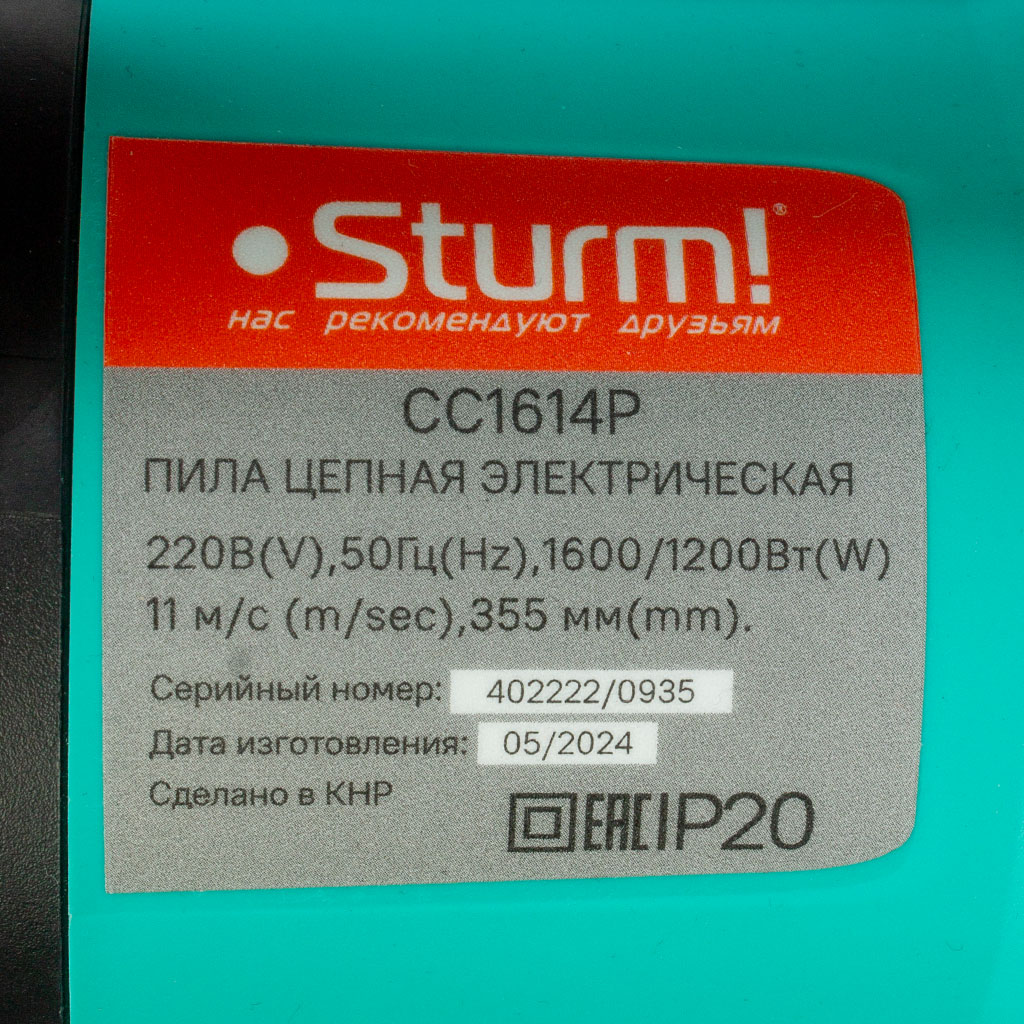 Sturm!®
нас рекомендуют друзьям
CC1614P
ПИЛА ЦЕПНАЯ ЭЛЕКТРИЧЕСКАЯ
220В(V),50Гц(Hz),1600/1200Вт(W)
11 м/с (m/sec),355 мм(mm).
Серийный номер: 402222/0935
Дата изготовления: 05/2024
Сделано в КНР
EAC IP20